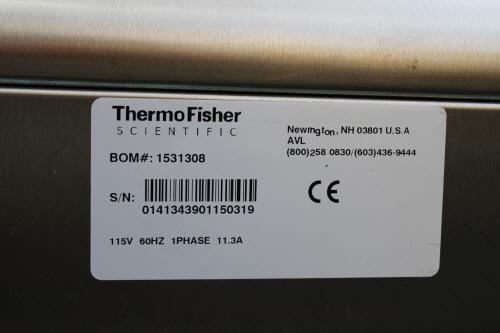 ThermoFisher
SCIENTIFIC
Newington, NH 03801 U.S.A
AVL
(800)258 0830/(603)436-9444
BOM#: 1531308
S/N:
0141343901150319
CE
115V 60HZ 1PHASE 11.3A